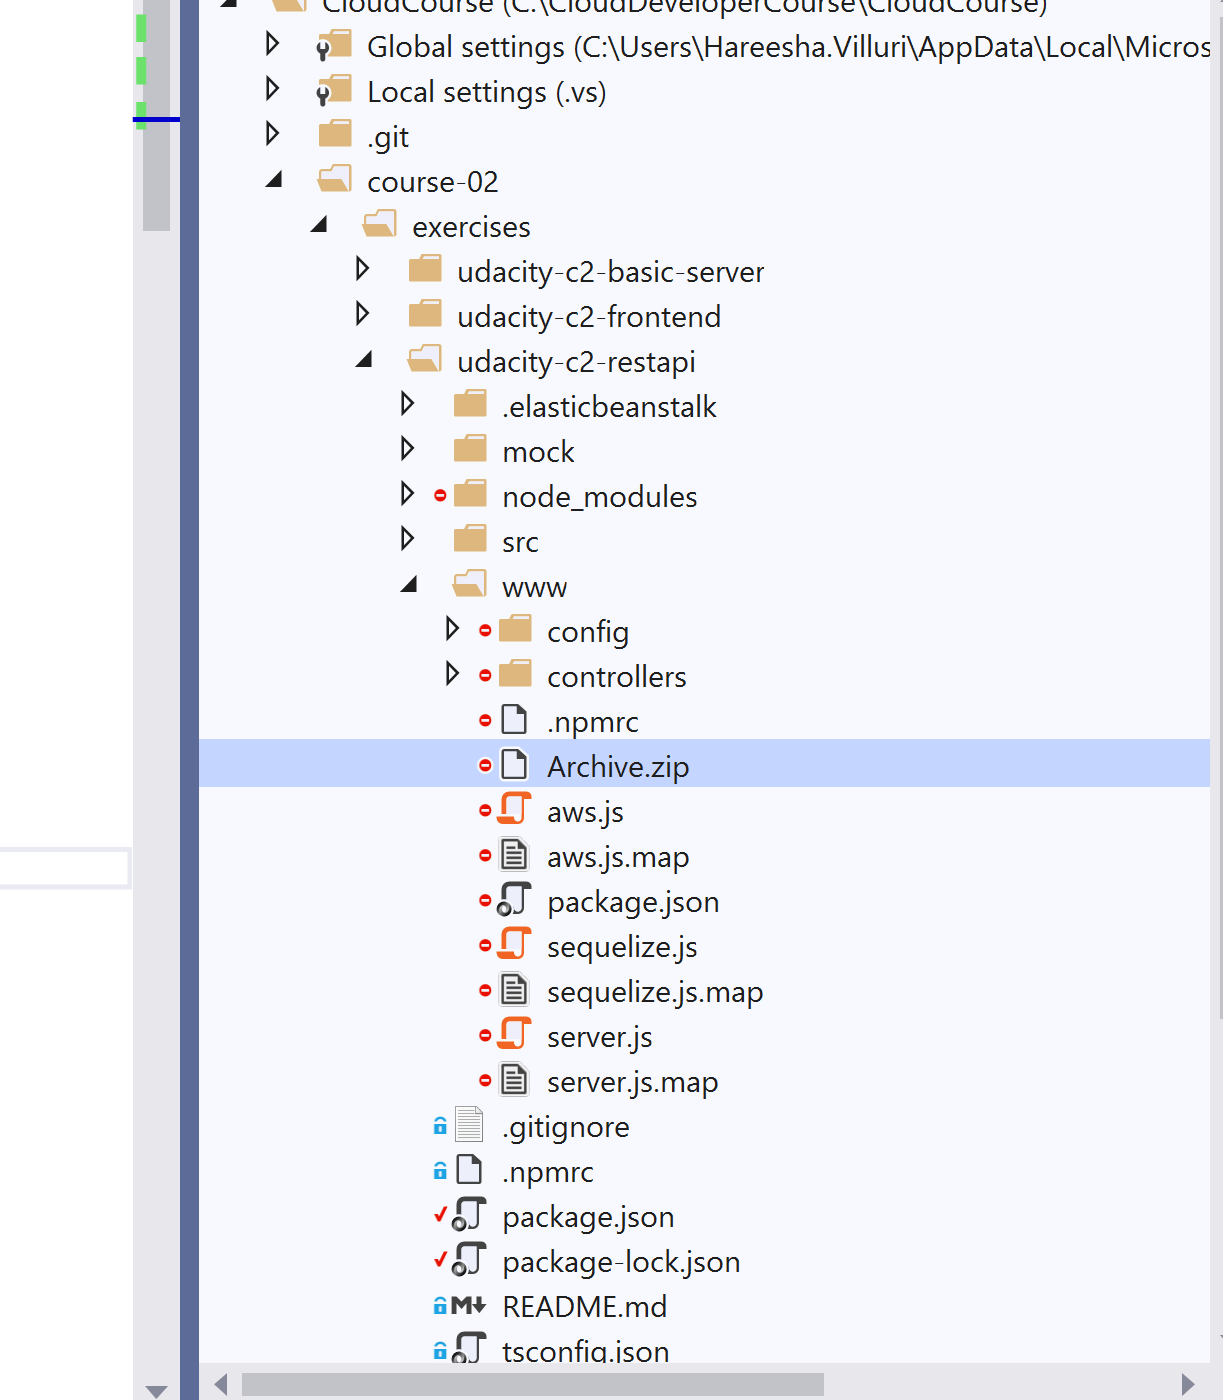 CloudCourse (C:\CloudDeveloperCourse\CloudCourse)
Global settings (C:\Users\Hareesha.Villuri\AppData\Local\Micros
Local settings (.vs)
.git
course-02
exercises
udacity-c2-basic-server
udacity-c2-frontend
udacity-c2-restapi
.elasticbeanstalk
mock
node_modules
src
www
config
controllers
.npmrc
Archive.zip
aws.js
aws.js.map
package.json
sequelize.js
sequelize.js.map
server.js
server.js.map
.gitignore
.npmrc
package.json
package-lock.json
README.md
tsconfig.json